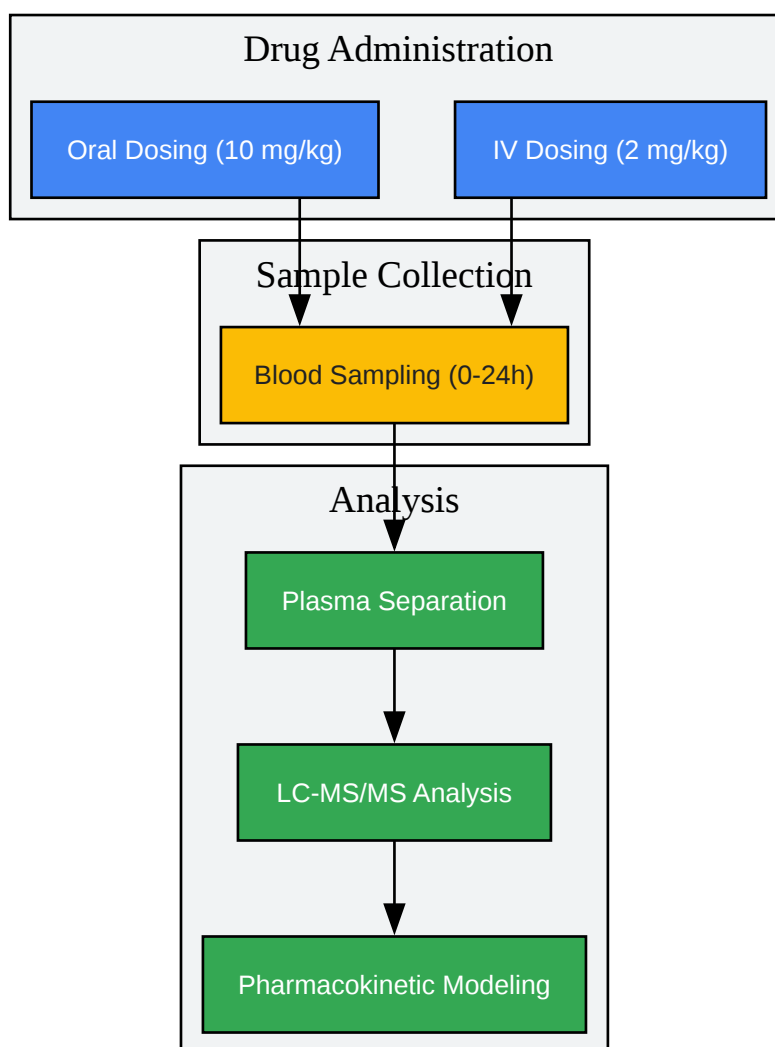 Drug Administration
Oral Dosing (10 mg/kg)
IV Dosing (2 mg/kg)
Sample Collection
Blood Sampling (0-24h)
Analysis
Plasma Separation
LC-MS/MS Analysis
Pharmacokinetic Modeling